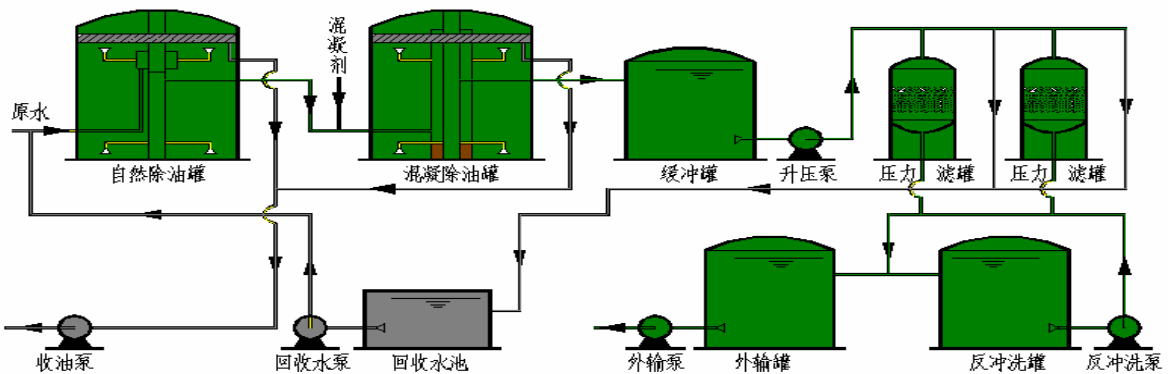 混凝剂
原水
自然除油罐
混凝除油罐
缓冲罐
升压泵
压力 滤罐
压力 滤罐
收油泵
回收水泵
回收水池
外输泵
外输罐
反冲洗罐
反冲洗泵